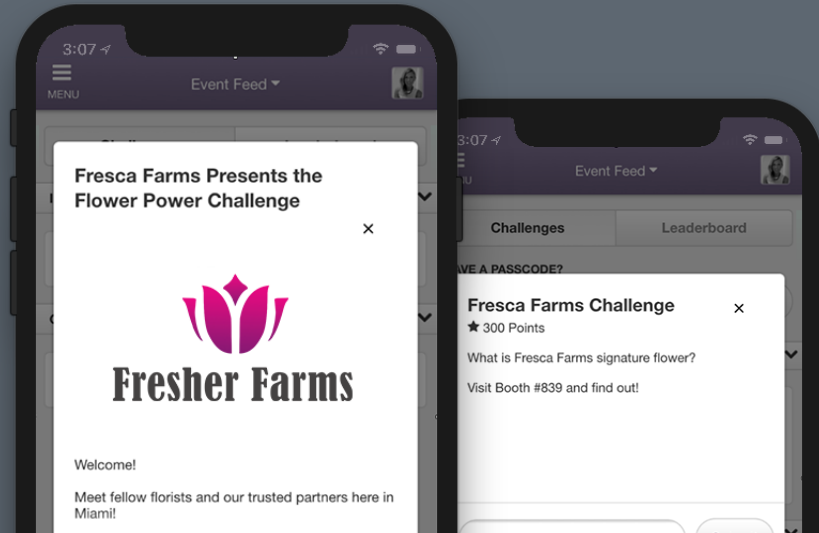 3:07
MENU
Event Feed
Fresca Farms Presents the
Flower Power Challenge
Fresher Farms
Welcome!
Meet fellow florists and our trusted partners here in
Miami!
3:07
Event Feed
Challenges
Leaderboard
AVE A PASSCODE?
Fresca Farms Challenge
300 Points
What is Fresca Farms signature flower?
Visit Booth #839 and find out!